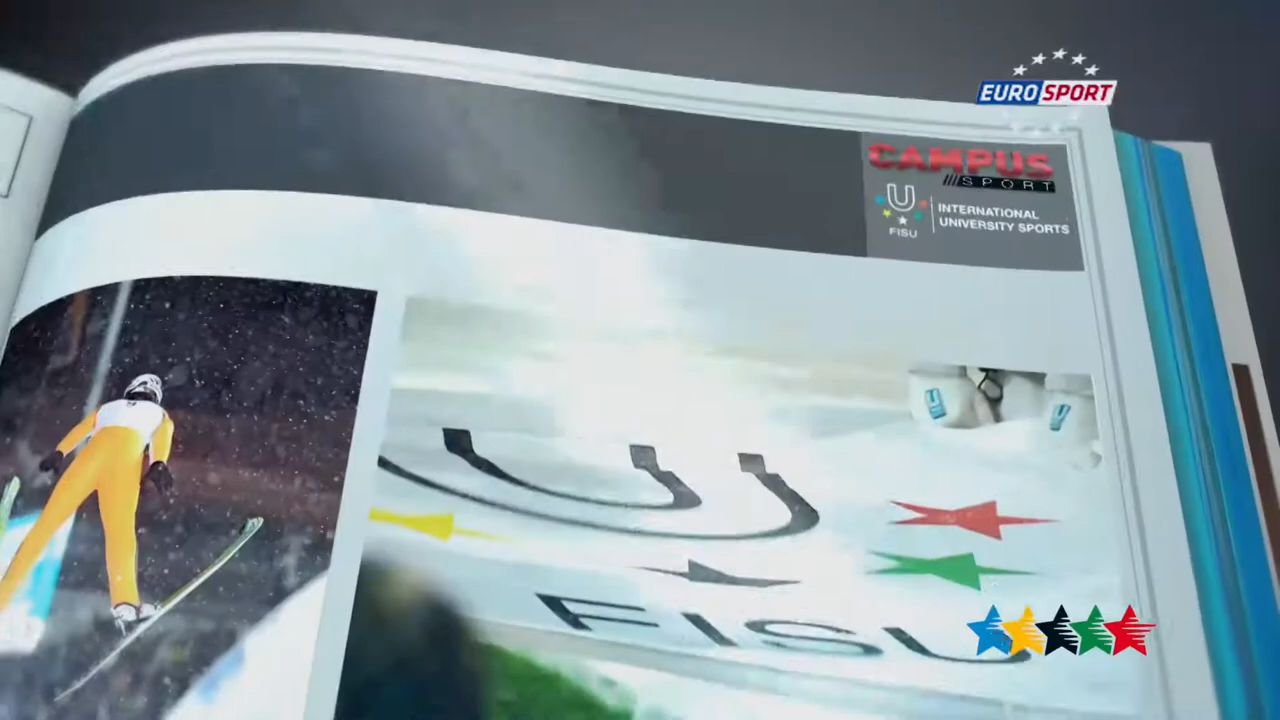 EUROSPORT
CAMPUS
SPORT
FISU
INTERNATIONAL
UNIVERSITY SPORTS
U
FISU